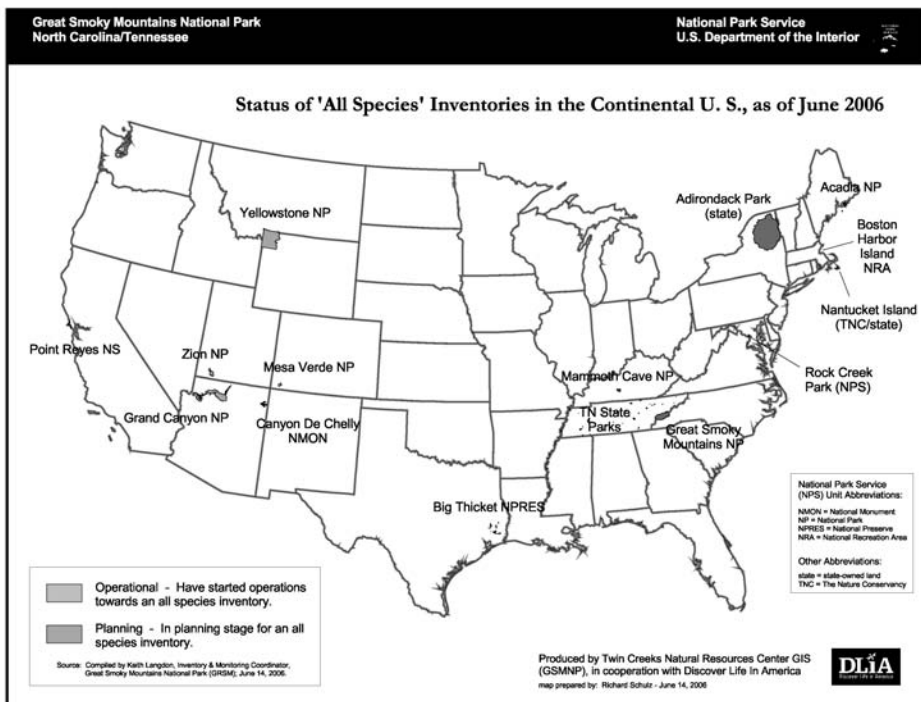 Great Smoky Mountains National Park
North Carolina/Tennessee
National Park Service
U.S. Department of the Interior
Status of 'All Species' Inventories in the Continental U. S., as of June 2006
Yellowstone NP
Adirondack Park
(state)
Acadia NP
Boston
Harbor
Island
NRA
Nantucket Island
(TNC/state)
Point Reyes NS
Zion NP
Mesa Verde NP
Mammoth Cave NP
Rock Creek
Park (NPS)
Grand Canyon NP
Canyon De Chelly
NMON
TN State
Parks
Great Smoky
Mountains NP
Big Thicket NPRES
National Park Service
(NPS) Unit Abbreviations:
NMON = National Monument
NP = National Park
NPRES = National Preserve
NRA = National Recreation Area
Other Abbreviations:
state = state-owned land
TNC = The Nature Conservancy
Operational - Have started operations
towards an all species inventory.
Planning - In planning stage for an all
species inventory.
Source: Compiled by Keith Langdon, Inventory & Monitoring Coordinator,
Great Smoky Mountains National Park (GRSM); June 14, 2006.
Produced by Twin Creeks Natural Resources Center GIS
(GSMNP), in cooperation with Discover Life In America
map prepared by: Richard Schulz - June 14, 2006
DLiA
Discover Life in America